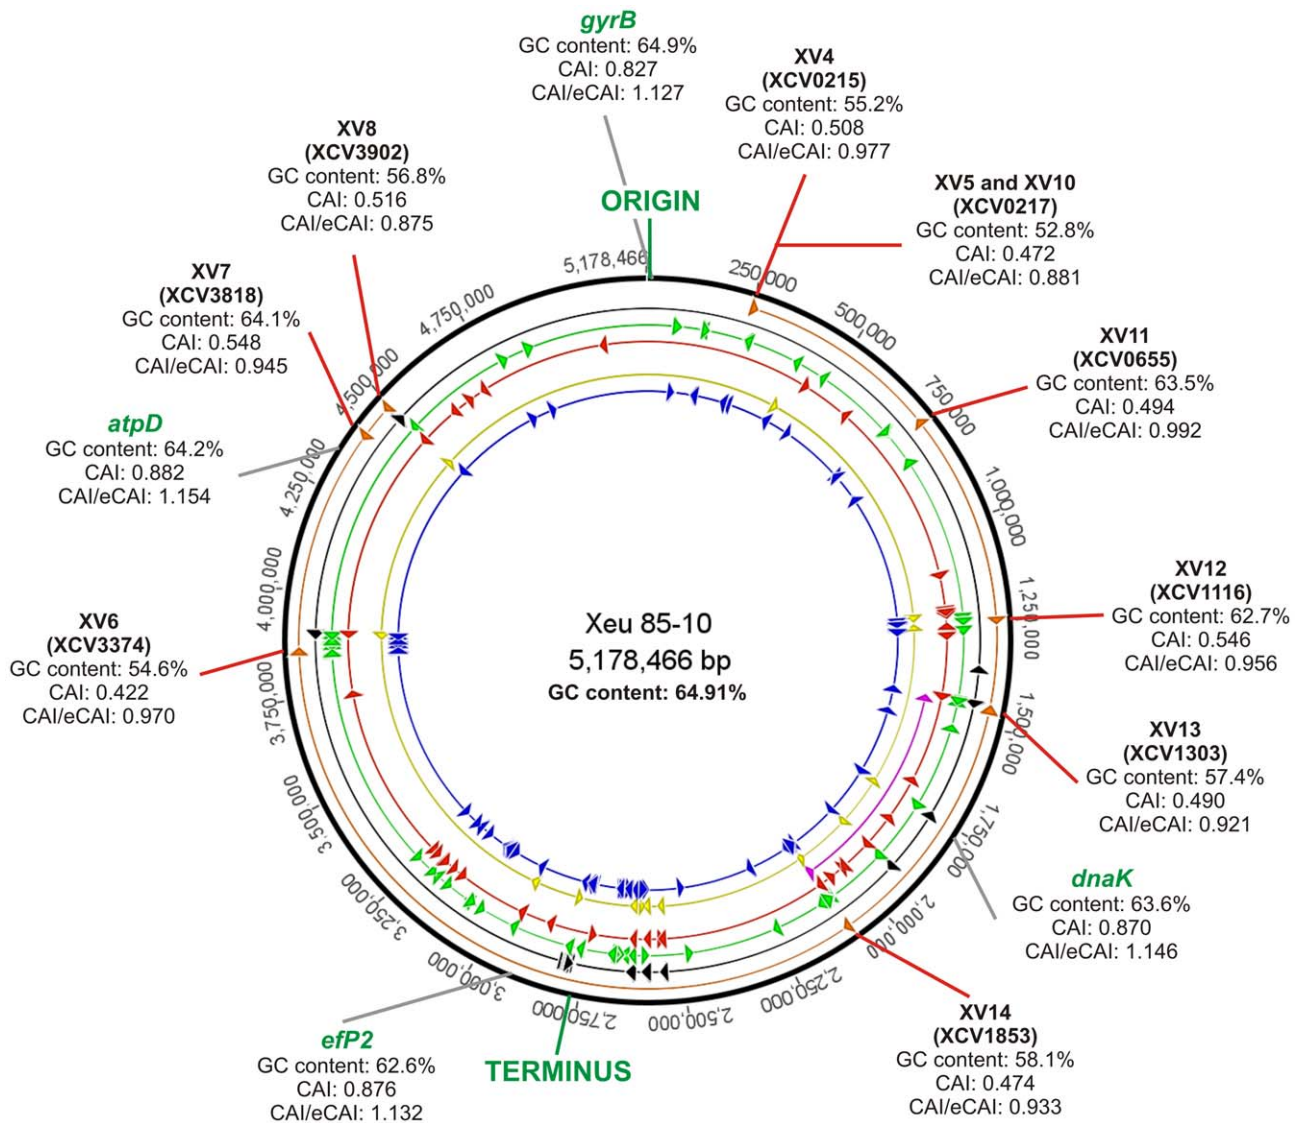 gyrB
GC content: 64.9%
CAI: 0.827
CAI/eCAI: 1.127
XV4
(XCV0215)
GC content: 55.2%
CAI: 0.508
CAI/eCAI: 0.977
XV8
(XCV3902)
GC content: 56.8%
CAI: 0.516
CAI/eCAI: 0.875
XV5 and XV10
(XCV0217)
GC content: 52.8%
CAI: 0.472
CAI/eCAI: 0.881
ORIGIN
XV7
(XCV3818)
GC content: 64.1%
CAI: 0.548
CAI/eCAI: 0.945
XV11
(XCV0655)
GC content: 63.5%
CAI: 0.494
CAI/eCAI: 0.992
atpD
GC content: 64.2%
CAI: 0.882
CAI/eCAI: 1.154
XV12
(XCV1116)
GC content: 62.7%
CAI: 0.546
CAI/eCAI: 0.956
XV6
(XCV3374)
GC content: 54.6%
CAI: 0.422
CAI/eCAI: 0.970
Xeu 85-10
5,178,466 bp
GC content: 64.91%
XV13
(XCV1303)
GC content: 57.4%
CAI: 0.490
CAI/eCAI: 0.921
dnaK
GC content: 63.6%
CAI: 0.870
CAI/eCAI: 1.146
XV14
(XCV1853)
GC content: 58.1%
CAI: 0.474
CAI/eCAI: 0.933
efP2
GC content: 62.6%
CAI: 0.876
CAI/eCAI: 1.132
TERMINUS
5,178,466
250,000
500,000
750,000
1,000,000
1,250,000
1,500,000
1,750,000
2,000,000
2,250,000
2,500,000
2,750,000
3,000,000
3,250,000
3,500,000
3,750,000
4,000,000
4,250,000
4,500,000
4,750,000